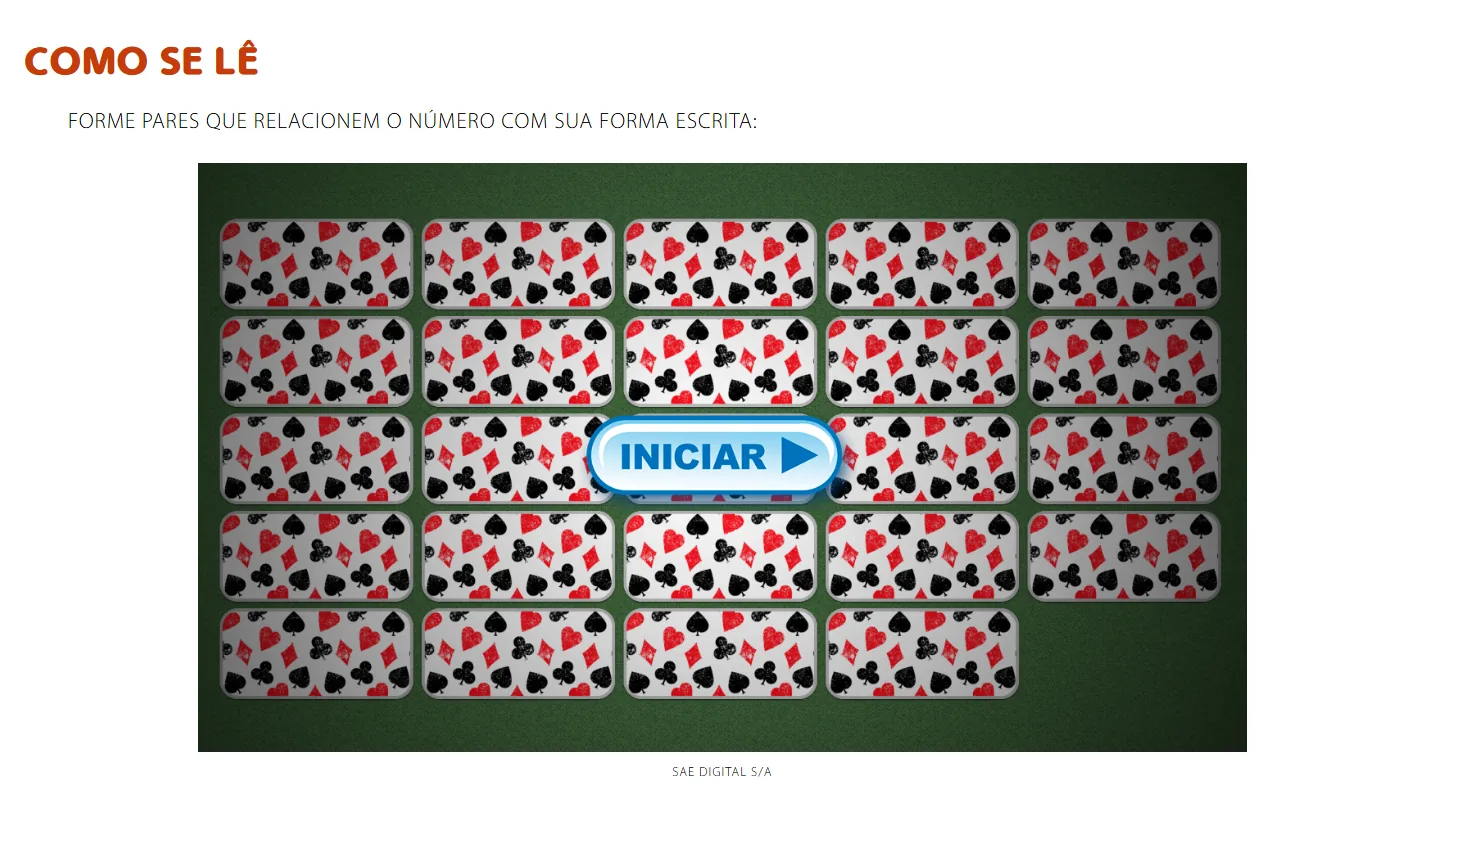 COMO SE LÊ
FORME PARES QUE RELACIONEM O NÚMERO COM SUA FORMA ESCRITA:
INICIAR
SAE DIGITAL S/A